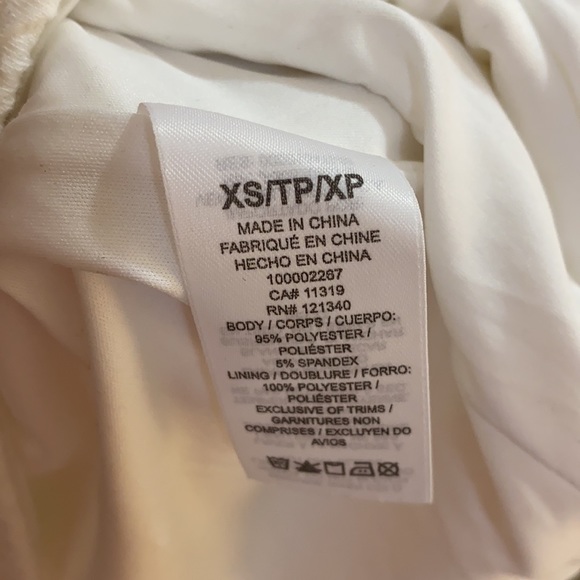 XS/TP/XP
MADE IN CHINA
FABRIQUÉ EN CHINE
HECHO EN CHINA
100002267
CA# 11319
RN# 121340
BODY / CORPS / CUERPO:
95% POLYESTER /
POLIÉSTER
5% SPANDEX
LINING / DOUBLURE / FORRO:
100% POLYESTER /
POLIÉSTER
EXCLUSIVE OF TRIMS /
GARNITURES NON
COMPRISES / EXCLUYEN DO
AVIOS